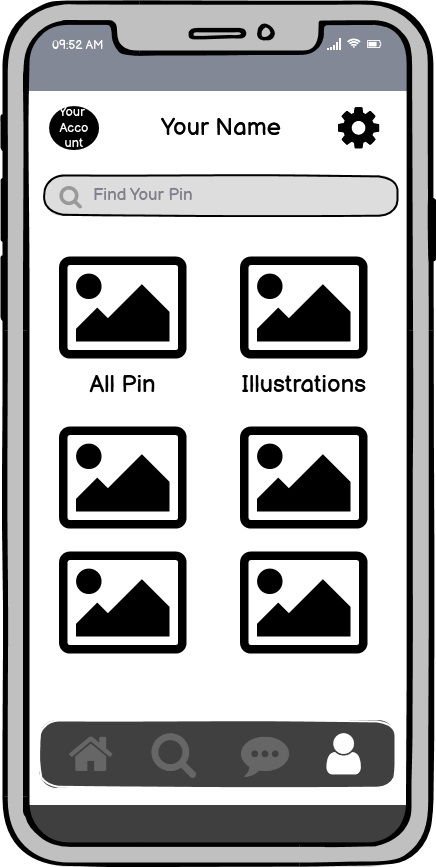 09:52 AM
Your
Acco
unt
Your Name
Find Your Pin
All Pin
Illustrations